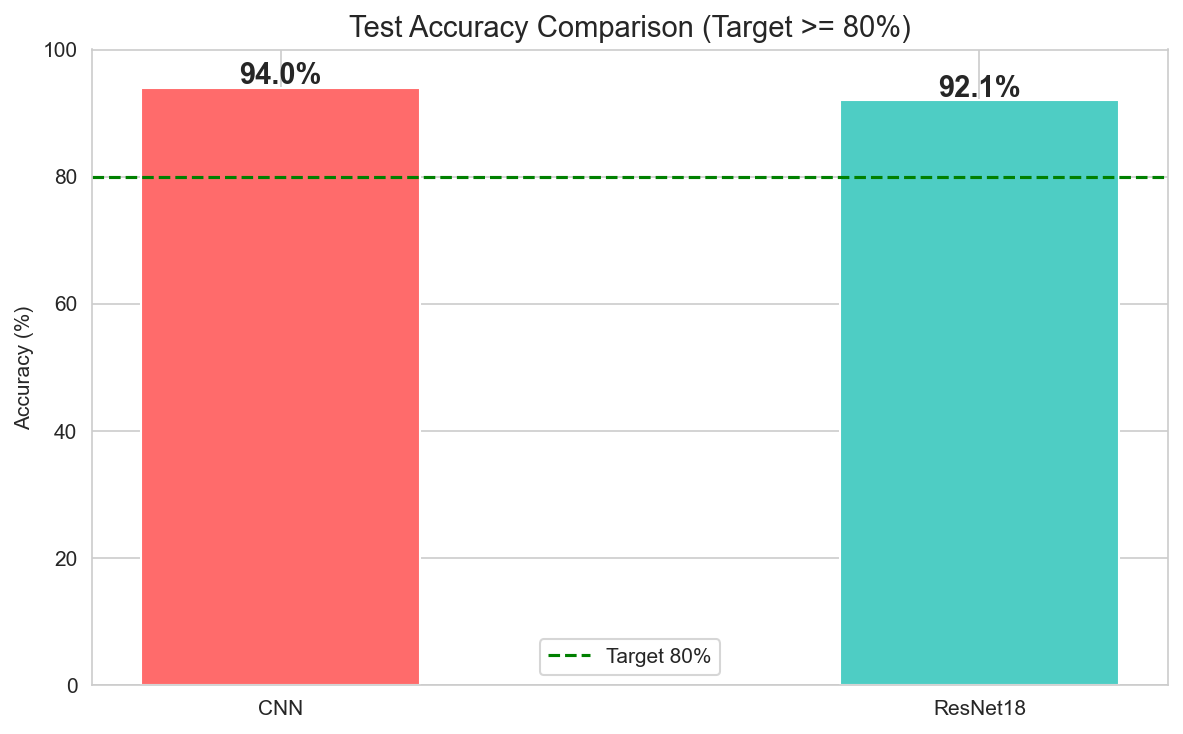 Test Accuracy Comparison (Target >= 80%)
100
80
60
40
20
0
Accuracy (%)
94.0%
92.1%
Target 80%
CNN
ResNet18